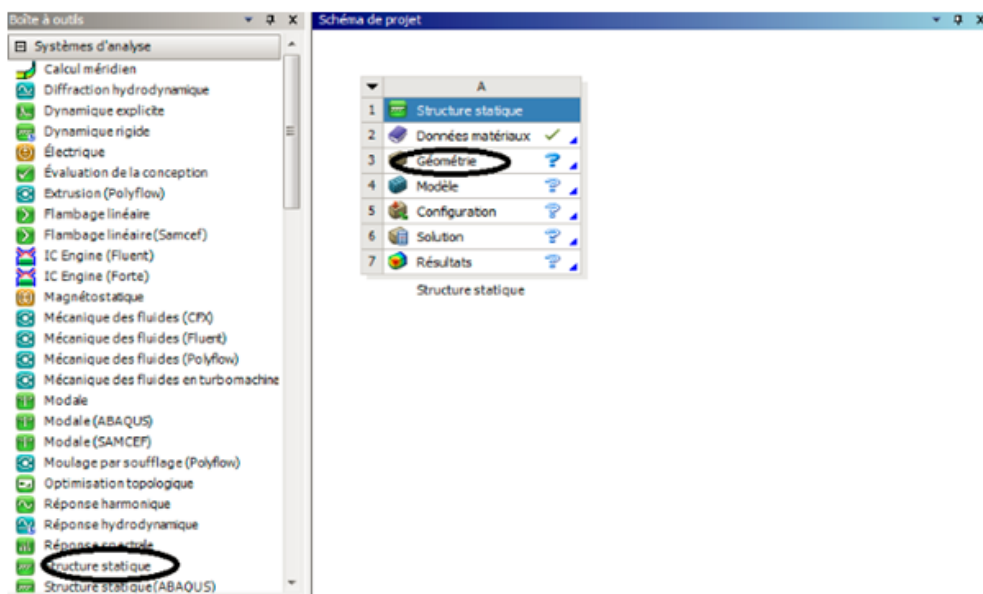 Boîte à outils
Systèmes d'analyse
Calcul méridien
Diffraction hydrodynamique
Dynamique explicite
Dynamique rigide
Électrique
Évaluation de la conception
Extrusion (Polyflow)
Flambage linéaire
Flambage linéaire (Samcef)
IC Engine (Fluent)
IC Engine (Forte)
Magnétostatique
Mécanique des fluides (CFX)
Mécanique des fluides (Fluent)
Mécanique des fluides (Polyflow)
Mécanique des fluides en turbomachine
Modale
Modale (ABAQUS)
Modale (SAMCEF)
Moulage par soufflage (Polyflow)
Optimisation topologique
Réponse harmonique
Réponse hydrodynamique
Réponse spectrale
Structure statique
Structure statique (ABAQUS)
Schéma de projet
A
1 Structure statique
2 Données matériaux
3 Géométrie ?
4 Modèle ?
5 Configuration ?
6 Solution ?
7 Résultats ?
Structure statique